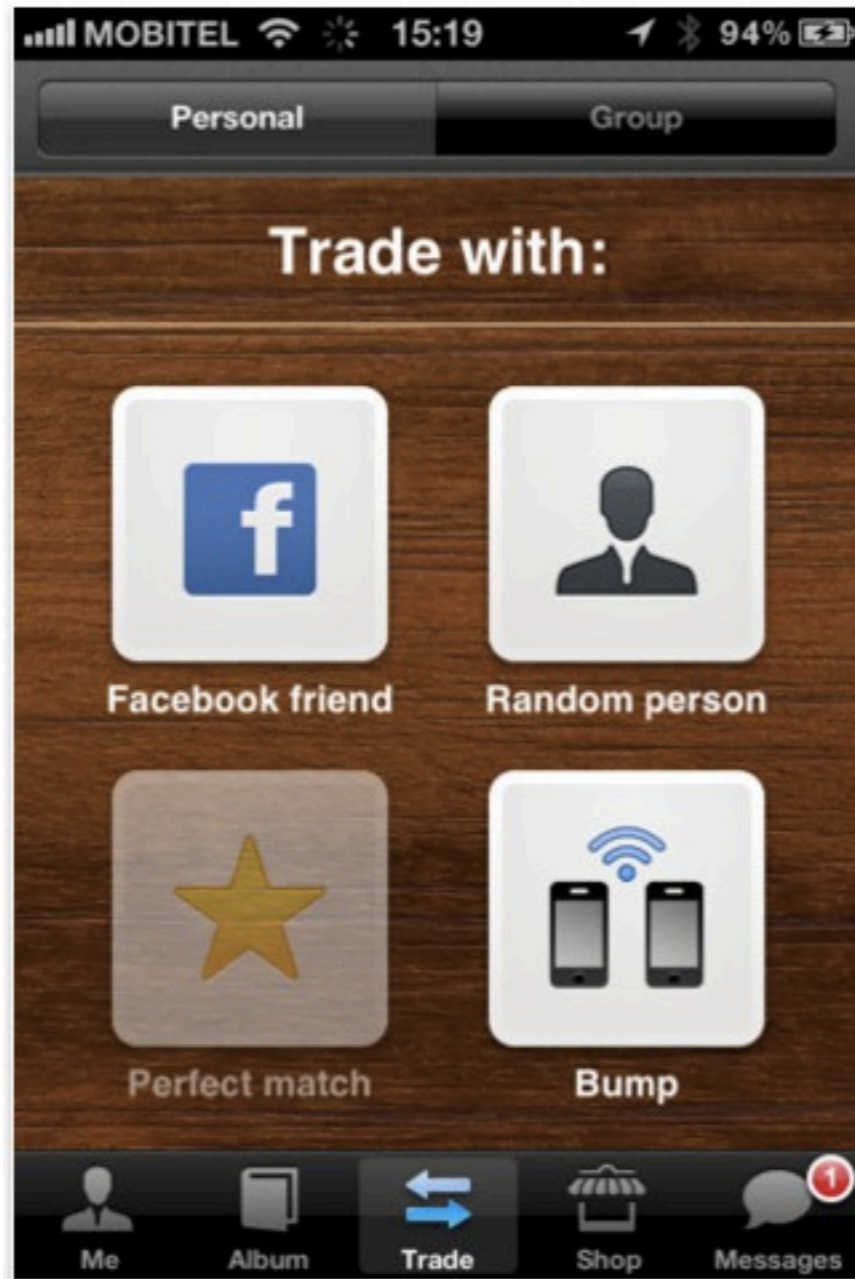 MOBITEL 15:19 94%
Personal Group
Trade with:
Facebook friend Random person
Perfect match Bump
1
Me Album Trade Shop Messages